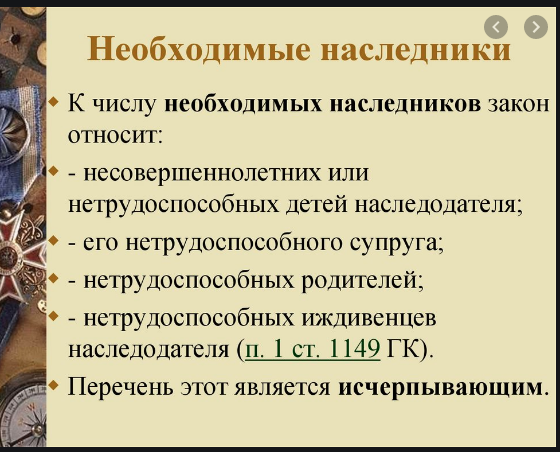 Необходимые наследники
К числу необходимых наследников закон
относит:
- несовершеннолетних или
нетрудоспособных детей наследодателя;
- его нетрудоспособного супруга;
- нетрудоспособных родителей;
- нетрудоспособных иждивенцев
наследодателя (п. 1 ст. 1149 ГК).
Перечень этот является исчерпывающим.